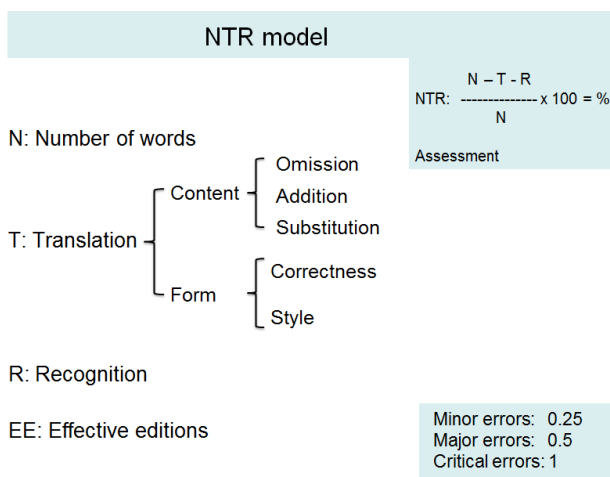 NTR model
N – T - R
NTR: -------------- x 100 = %
N
Assessment
N: Number of words
Omission
Content
Addition
Substitution
T: Translation
Correctness
Form
Style
R: Recognition
EE: Effective editions
Minor errors: 0.25
Major errors: 0.5
Critical errors: 1